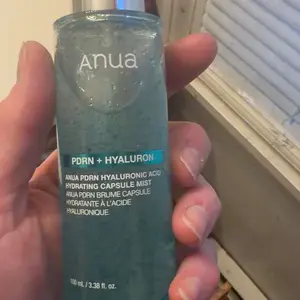 Anua
PDRN + HYALURON
ANUA PDRN HYALURONIC ACID
HYDRATING CAPSULE MIST
ANUA PDRN BRUME CAPSULE
HYDRATANTE À L'ACIDE
HYALURONIQUE
100 mL / 3.38 fl. oz.